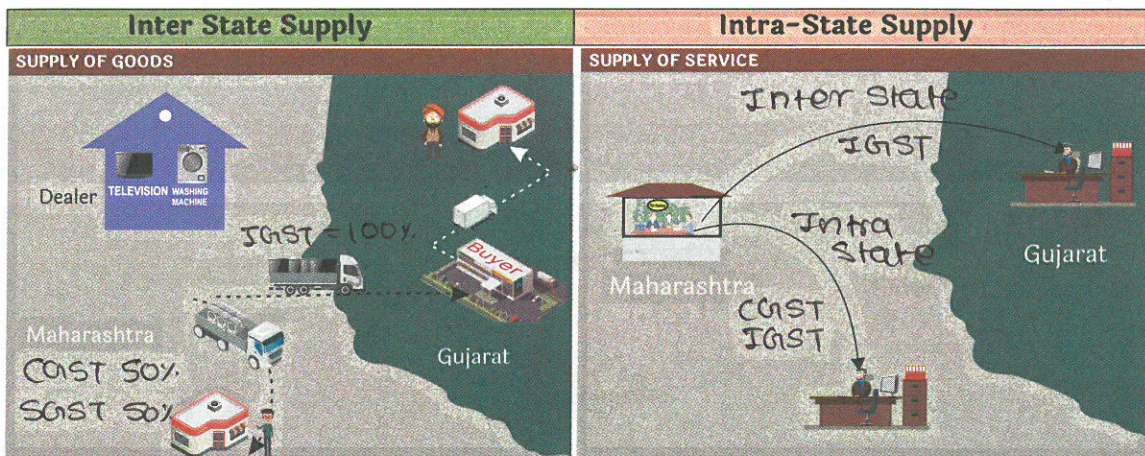 Inter State Supply
Intra-State Supply
SUPPLY OF GOODS
Dealer
TELEVISION
WASHING
MACHINE
IGST = 100%
Buyer
Maharashtra
Gujarat
CGST 50%
SGST 50%
SUPPLY OF SERVICE
Inter State
IGST
Intra
State
Maharashtra
Gujarat
CGST
IGST